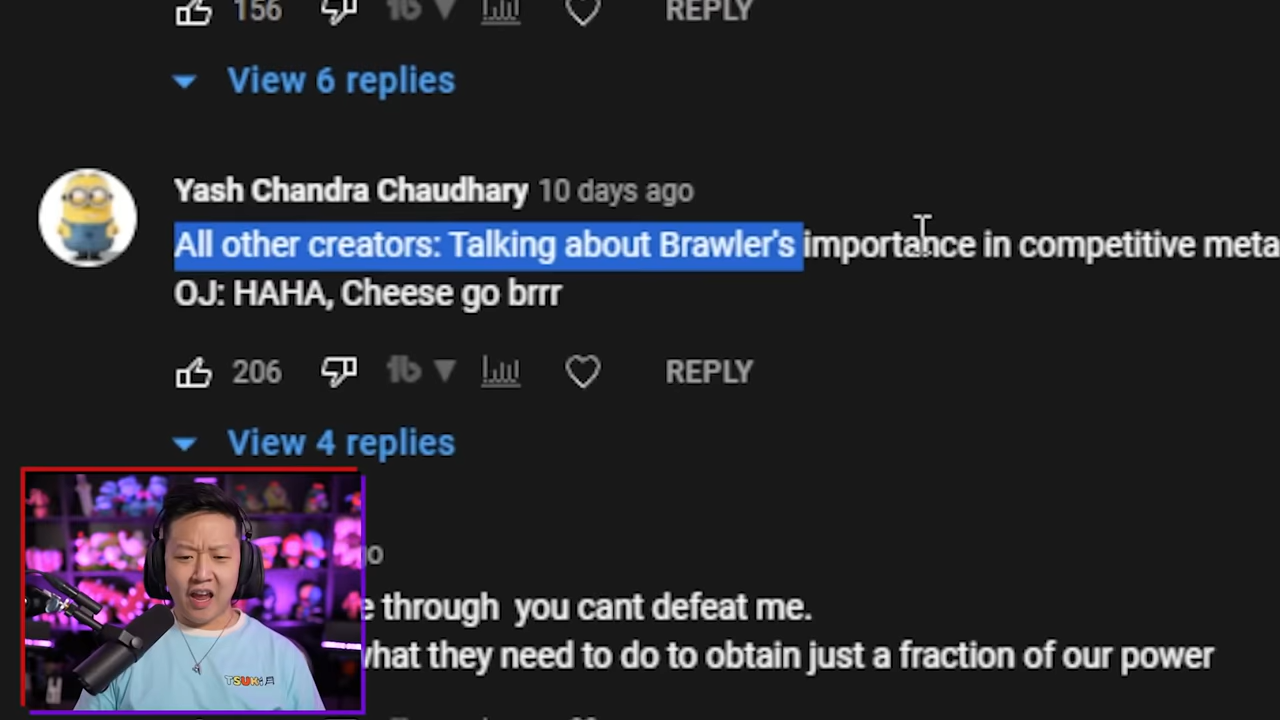 156
REPLY
View 6 replies
Yash Chandra Chaudhary 10 days ago
All other creators: Talking about Brawler's importance in competitive meta
OJ: HAHA, Cheese go brrr
206
REPLY
View 4 replies
through you cant defeat me.
what they need to do to obtain just a fraction of our power
TSUKI